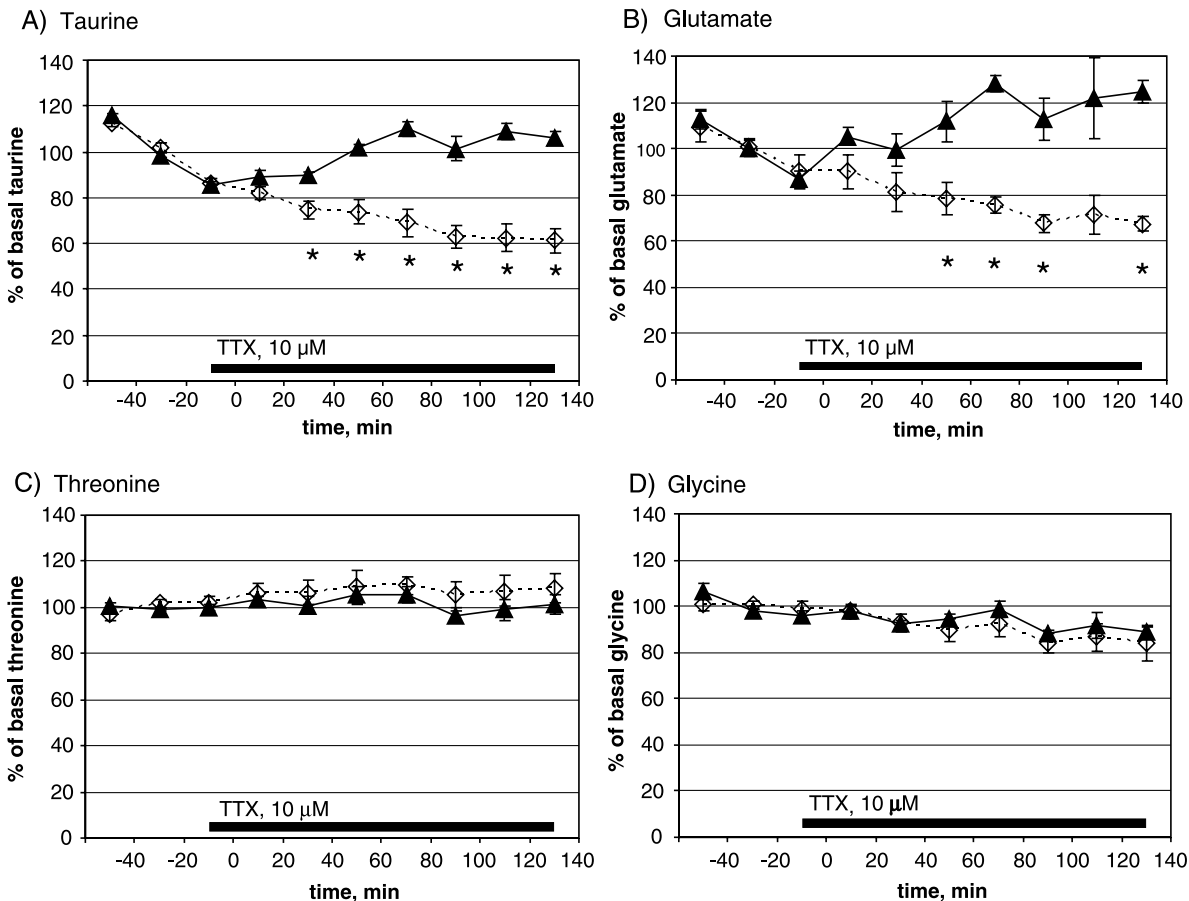 A) Taurine
% of basal taurine
140
120
100
80
60
40
20
0
* * * * * *
TTX, 10 µM
-40 -20 0 20 40 60 80 100 120 140
time, min
B) Glutamate
% of basal glutamate
140
120
100
80
60
40
20
0
* * * *
TTX, 10 µM
-40 -20 0 20 40 60 80 100 120 140
time, min
C) Threonine
% of basal threonine
140
120
100
80
60
40
20
0
TTX, 10 µM
-40 -20 0 20 40 60 80 100 120 140
time, min
D) Glycine
% of basal glycine
140
120
100
80
60
40
20
0
TTX, 10 µM
-40 -20 0 20 40 60 80 100 120 140
time, min